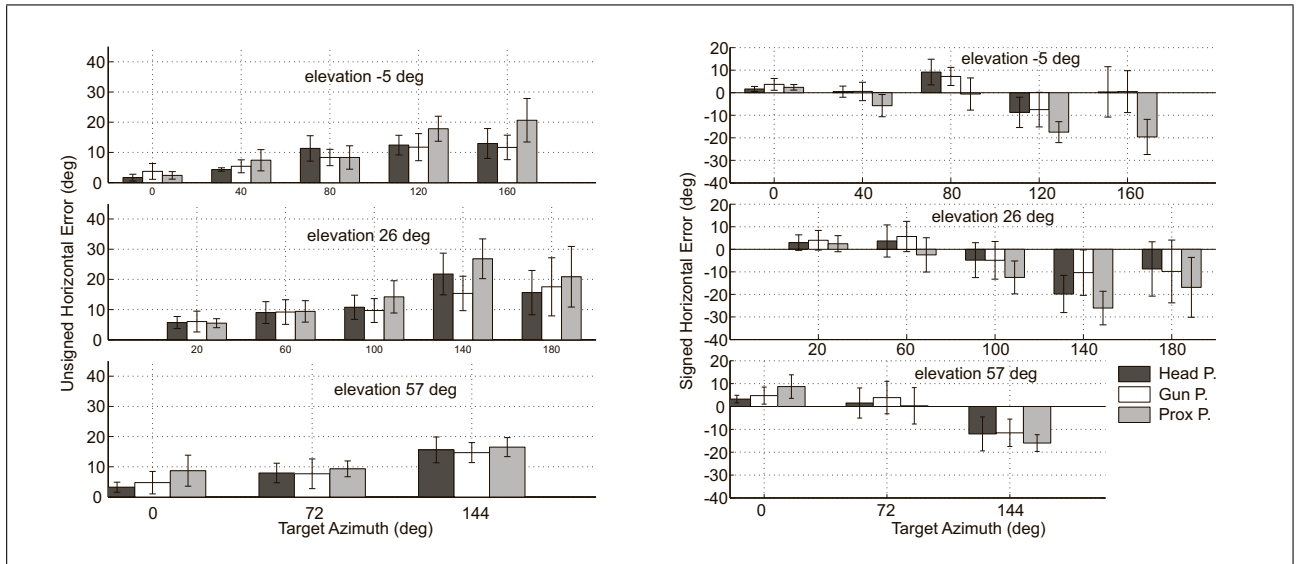 Unsigned Horizontal Error (deg)
40
30
20
10
0
elevation -5 deg
0 40 80 120 160
40
30
20
10
0
elevation 26 deg
20 60 100 140 180
40
30
20
10
0
elevation 57 deg
0 72 144
Target Azimuth (deg)
Signed Horizontal Error (deg)
20
10
0
-10
-20
-30
-40
elevation -5 deg
0 40 80 120 160
20
10
0
-10
-20
-30
-40
elevation 26 deg
20 60 100 140 180
20
10
0
-10
-20
-30
-40
elevation 57 deg
0 72 144
Target Azimuth (deg)
Head P.
Gun P.
Prox P.